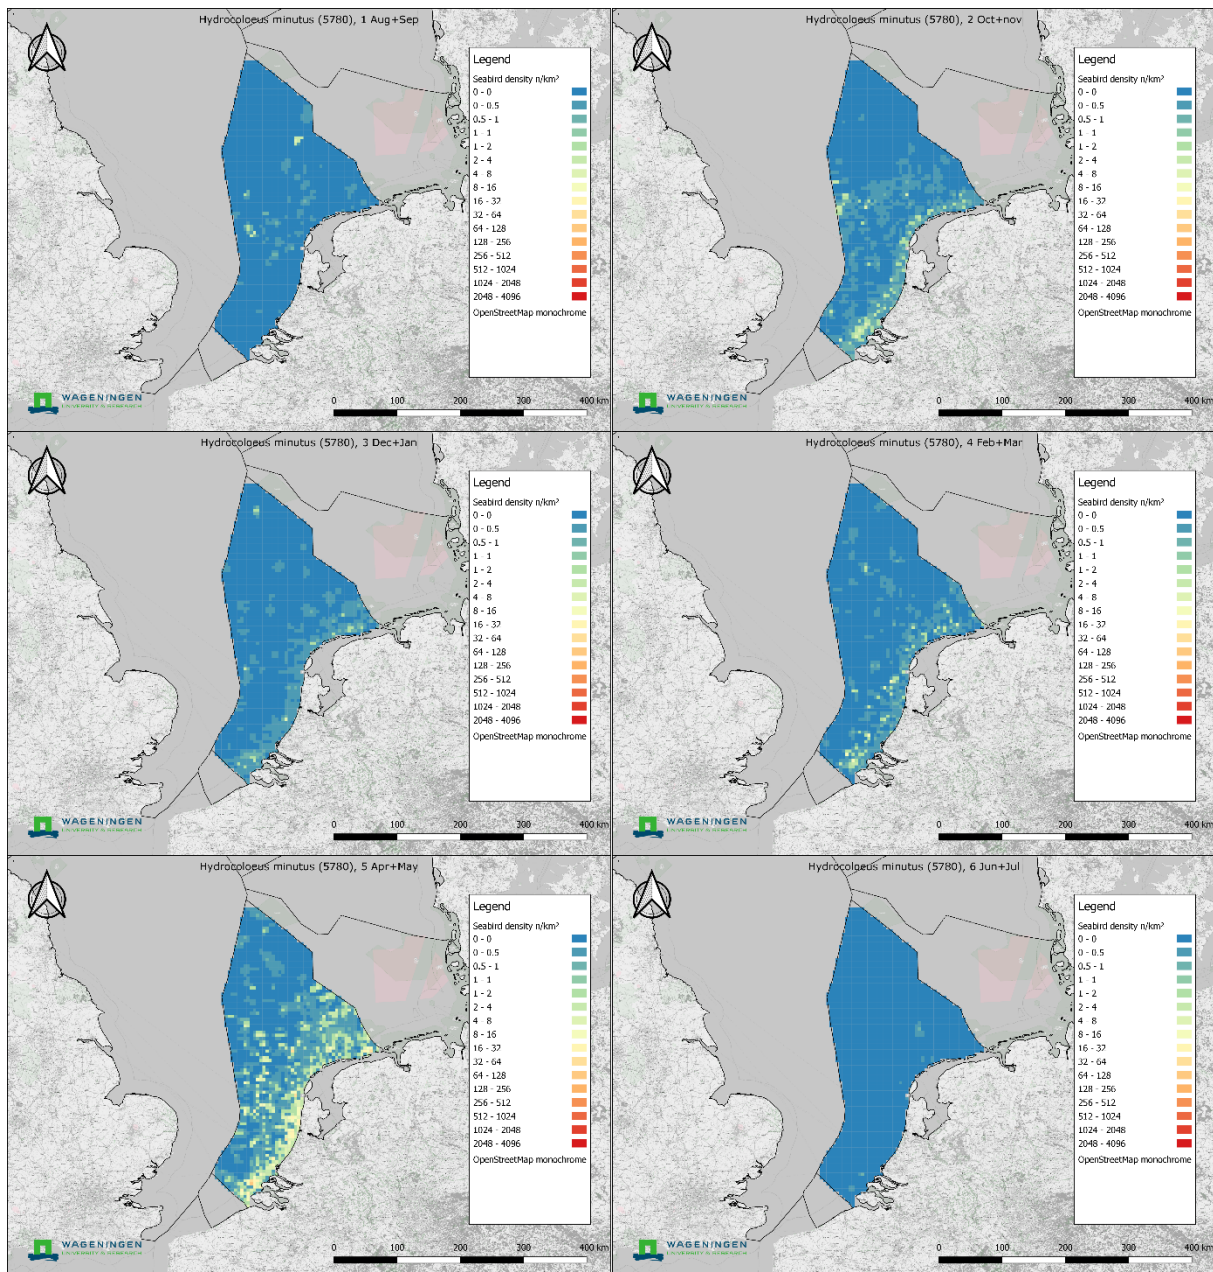 Hydrocoloeus minutus (5780), 1 Aug+Sep
Legend
Seabird density n/km²
0 - 0
0 - 0.5
0.5 - 1
1 - 1
1 - 2
2 - 4
4 - 8
8 - 16
16 - 32
32 - 64
64 - 128
128 - 256
256 - 512
512 - 1024
1024 - 2048
2048 - 4096
OpenStreetMap monochrome
WAGENINGEN
UNIVERSITY & RESEARCH
0 100 200 300 400 km
Hydrocoloeus minutus (5780), 2 Oct+nov
Legend
Seabird density n/km²
0 - 0
0 - 0.5
0.5 - 1
1 - 1
1 - 2
2 - 4
4 - 8
8 - 16
16 - 32
32 - 64
64 - 128
128 - 256
256 - 512
512 - 1024
1024 - 2048
2048 - 4096
OpenStreetMap monochrome
WAGENINGEN
UNIVERSITY & RESEARCH
0 100 200 300 400 km
Hydrocoloeus minutus (5780), 3 Dec+Jan
Legend
Seabird density n/km²
0 - 0
0 - 0.5
0.5 - 1
1 - 1
1 - 2
2 - 4
4 - 8
8 - 16
16 - 32
32 - 64
64 - 128
128 - 256
256 - 512
512 - 1024
1024 - 2048
2048 - 4096
OpenStreetMap monochrome
WAGENINGEN
UNIVERSITY & RESEARCH
0 100 200 300 400 km
Hydrocoloeus minutus (5780), 4 Feb+Mar
Legend
Seabird density n/km²
0 - 0
0 - 0.5
0.5 - 1
1 - 1
1 - 2
2 - 4
4 - 8
8 - 16
16 - 32
32 - 64
64 - 128
128 - 256
256 - 512
512 - 1024
1024 - 2048
2048 - 4096
OpenStreetMap monochrome
WAGENINGEN
UNIVERSITY & RESEARCH
0 100 200 300 400 km
Hydrocoloeus minutus (5780), 5 Apr+May
Legend
Seabird density n/km²
0 - 0
0 - 0.5
0.5 - 1
1 - 1
1 - 2
2 - 4
4 - 8
8 - 16
16 - 32
32 - 64
64 - 128
128 - 256
256 - 512
512 - 1024
1024 - 2048
2048 - 4096
OpenStreetMap monochrome
WAGENINGEN
UNIVERSITY & RESEARCH
0 100 200 300 400 km
Hydrocoloeus minutus (5780), 6 Jun+Jul
Legend
Seabird density n/km²
0 - 0
0 - 0.5
0.5 - 1
1 - 1
1 - 2
2 - 4
4 - 8
8 - 16
16 - 32
32 - 64
64 - 128
128 - 256
256 - 512
512 - 1024
1024 - 2048
2048 - 4096
OpenStreetMap monochrome
WAGENINGEN
UNIVERSITY & RESEARCH
0 100 200 300 400 km